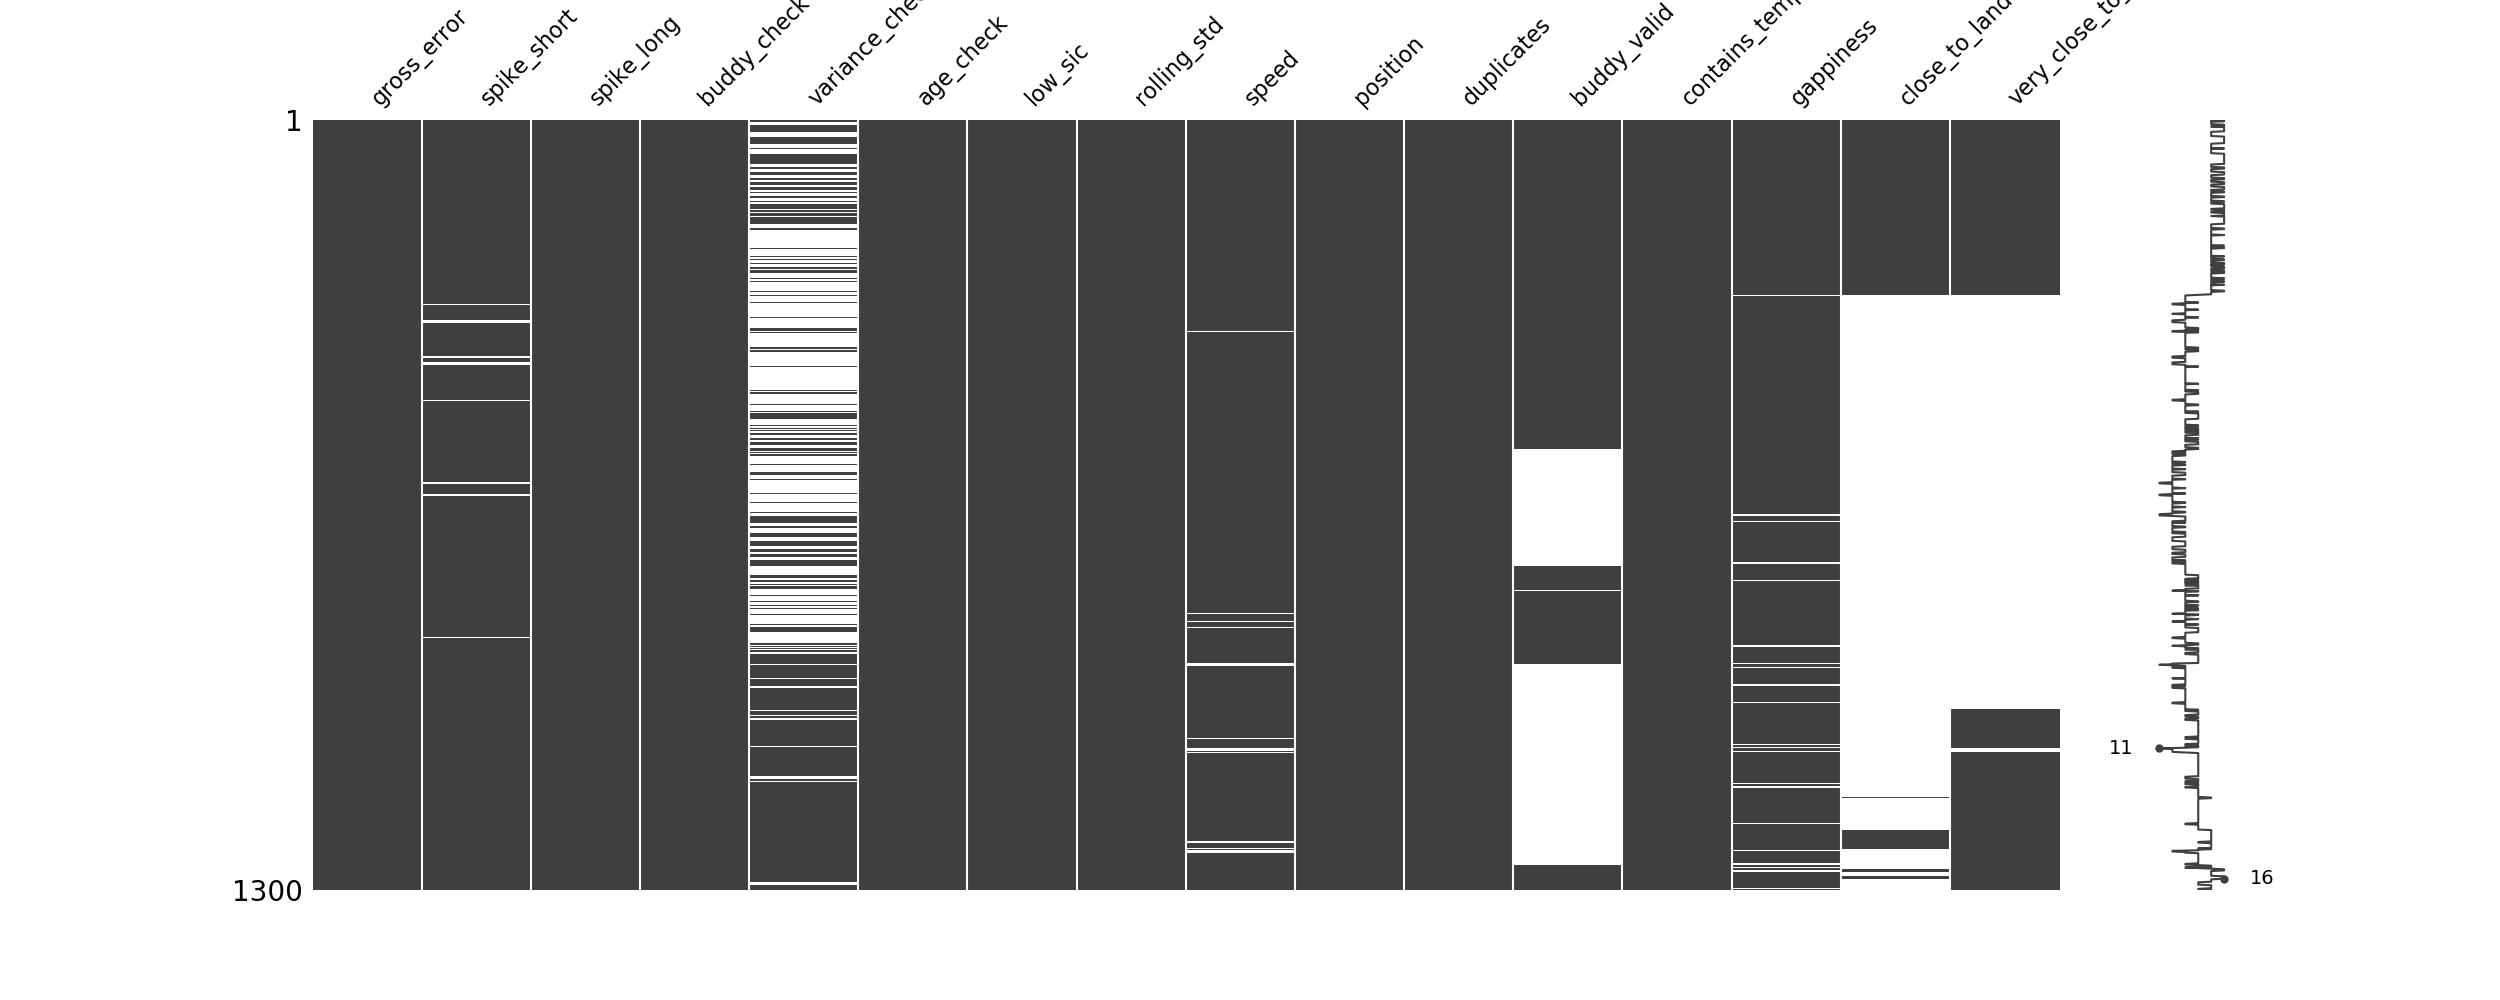 gross_error
spike_short
spike_long
buddy_check
age_check
low_sic
rolling_std
speed
position
duplicates
buddy_valid
gappiness
close_to_land
1
1300
11
16